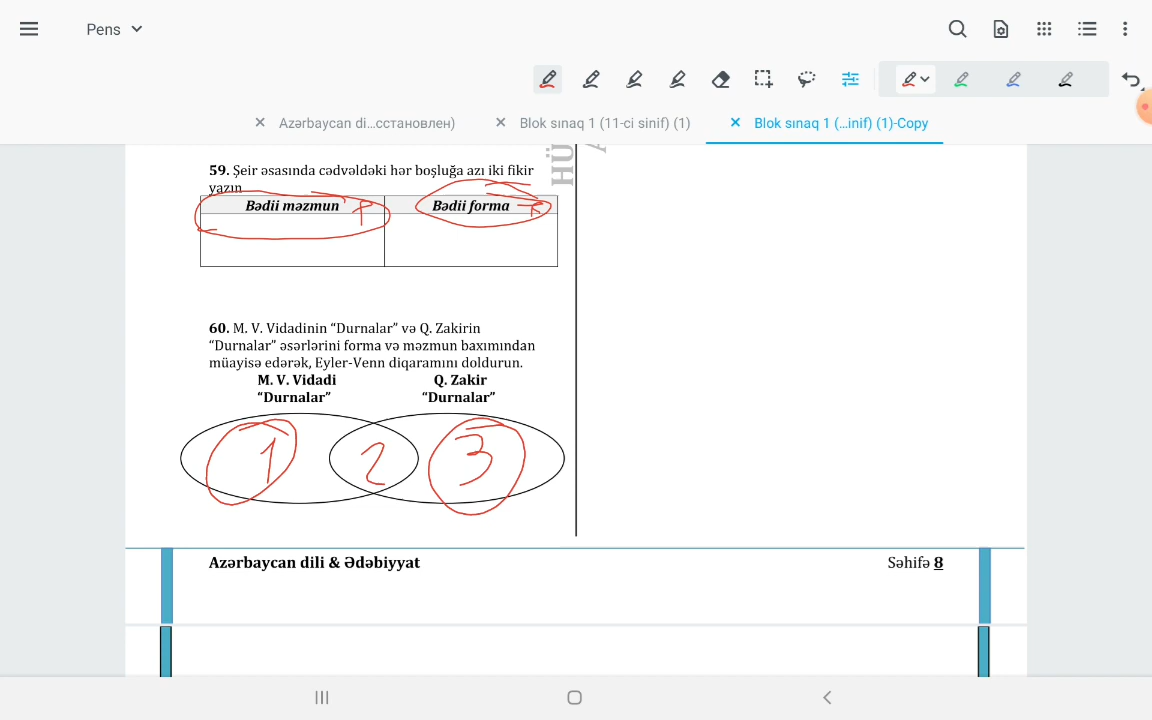 Pens
Azərbaycan di...сстановлен)
Blok sınaq 1 (11-ci sinif) (1)
Blok sınaq 1 (...inif) (1)-Copy
59. Şeir əsasında cədvəldəki hər boşluğa azı iki fikir
yazın
Bədii məzmun
Bədii forma
HÜ
60. M. V. Vidadinin “Durnalar” və Q. Zakirin
“Durnalar” əsərlərini forma və məzmun baxımından
müayisə edərək, Eyler-Venn diqaramını doldurun.
M. V. Vidadi
“Durnalar”
Q. Zakir
“Durnalar”
1
2
3
Azərbaycan dili & Ədəbiyyat
Səhifə 8